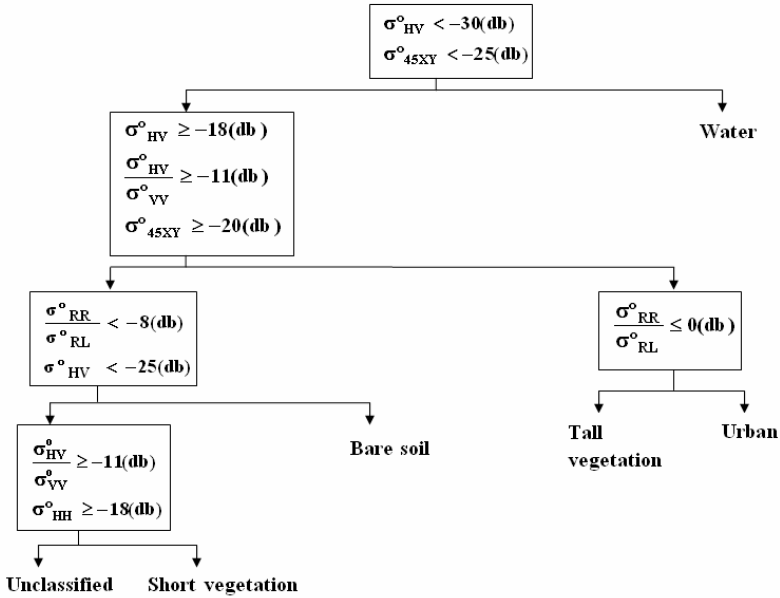 σ°HV < −30(db)
σ°45XY < −25(db)
Water
σ°HV ≥ −18(db)
σ°HV
σ°VV
≥ −11(db)
σ°45XY ≥ −20(db)
σ°RR
σ°RL
< −8(db)
σ°HV < −25(db)
σ°RR
σ°RL
≤ 0(db)
Bare soil
Tall
vegetation
Urban
σ°HV
σ°VV
≥ −11(db)
σ°HH ≥ −18(db)
Unclassified
Short vegetation